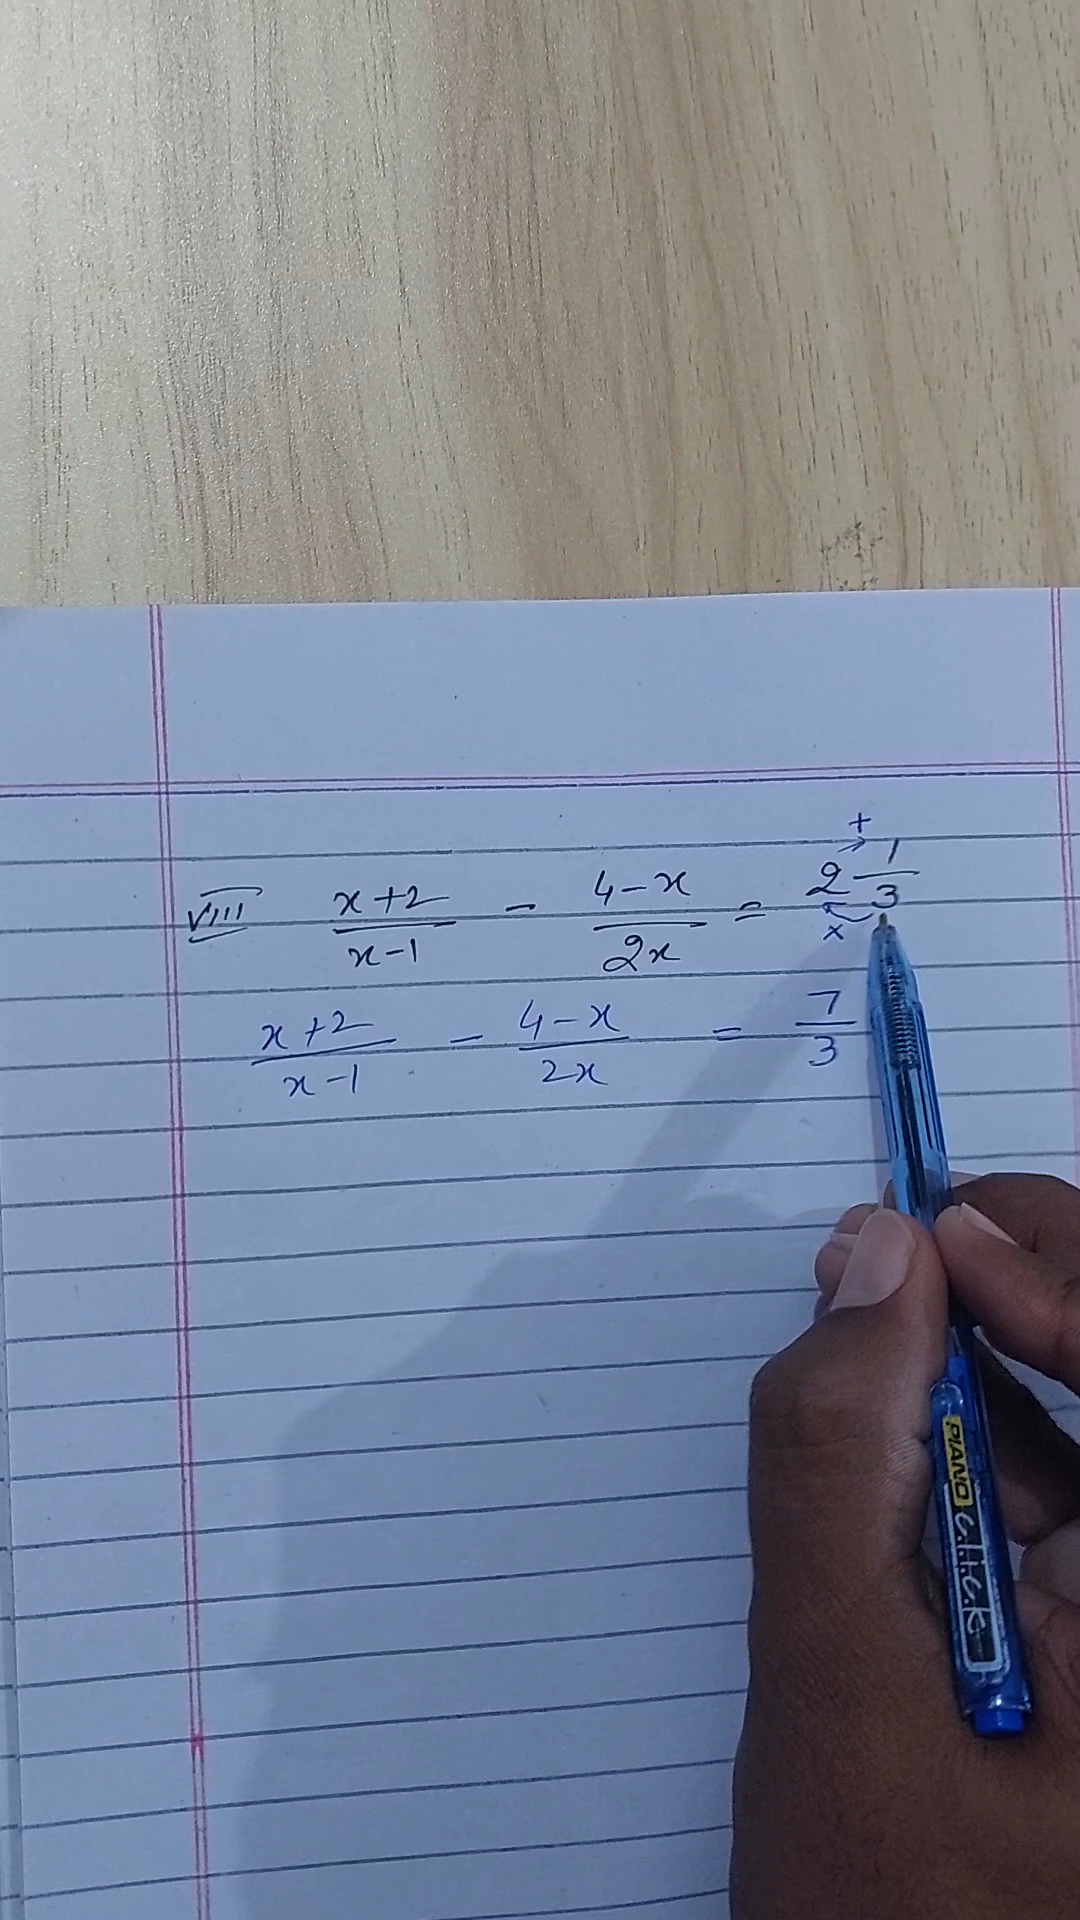 VIII x+2/x-1 - 4-x/2x = 2 1/3
+
x
x+2/x-1 - 4-x/2x = 7/3
PIANO c.l.i.c.k